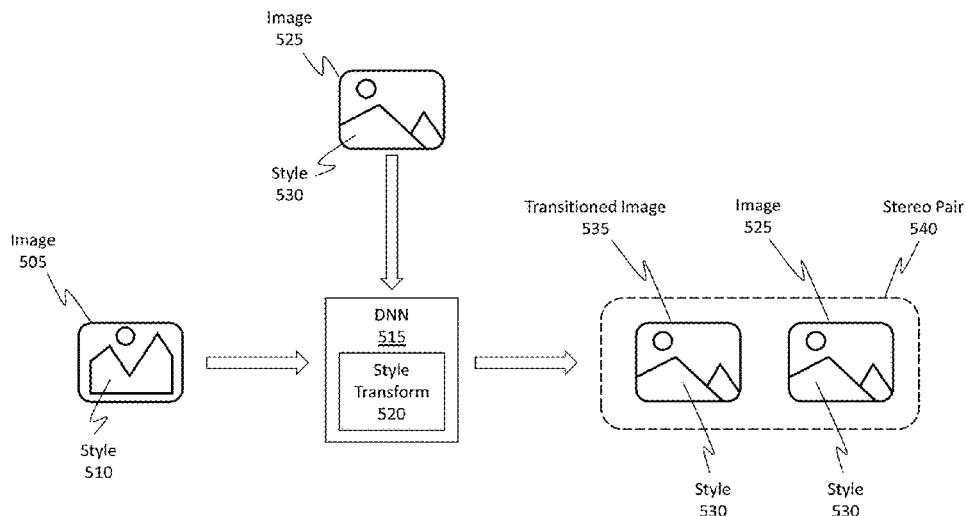 Image
525
Style
530
Transitioned Image
535
Image
525
Stereo Pair
540
Image
505
DNN
515
Style
Transform
520
Style
510
Style
530
Style
530